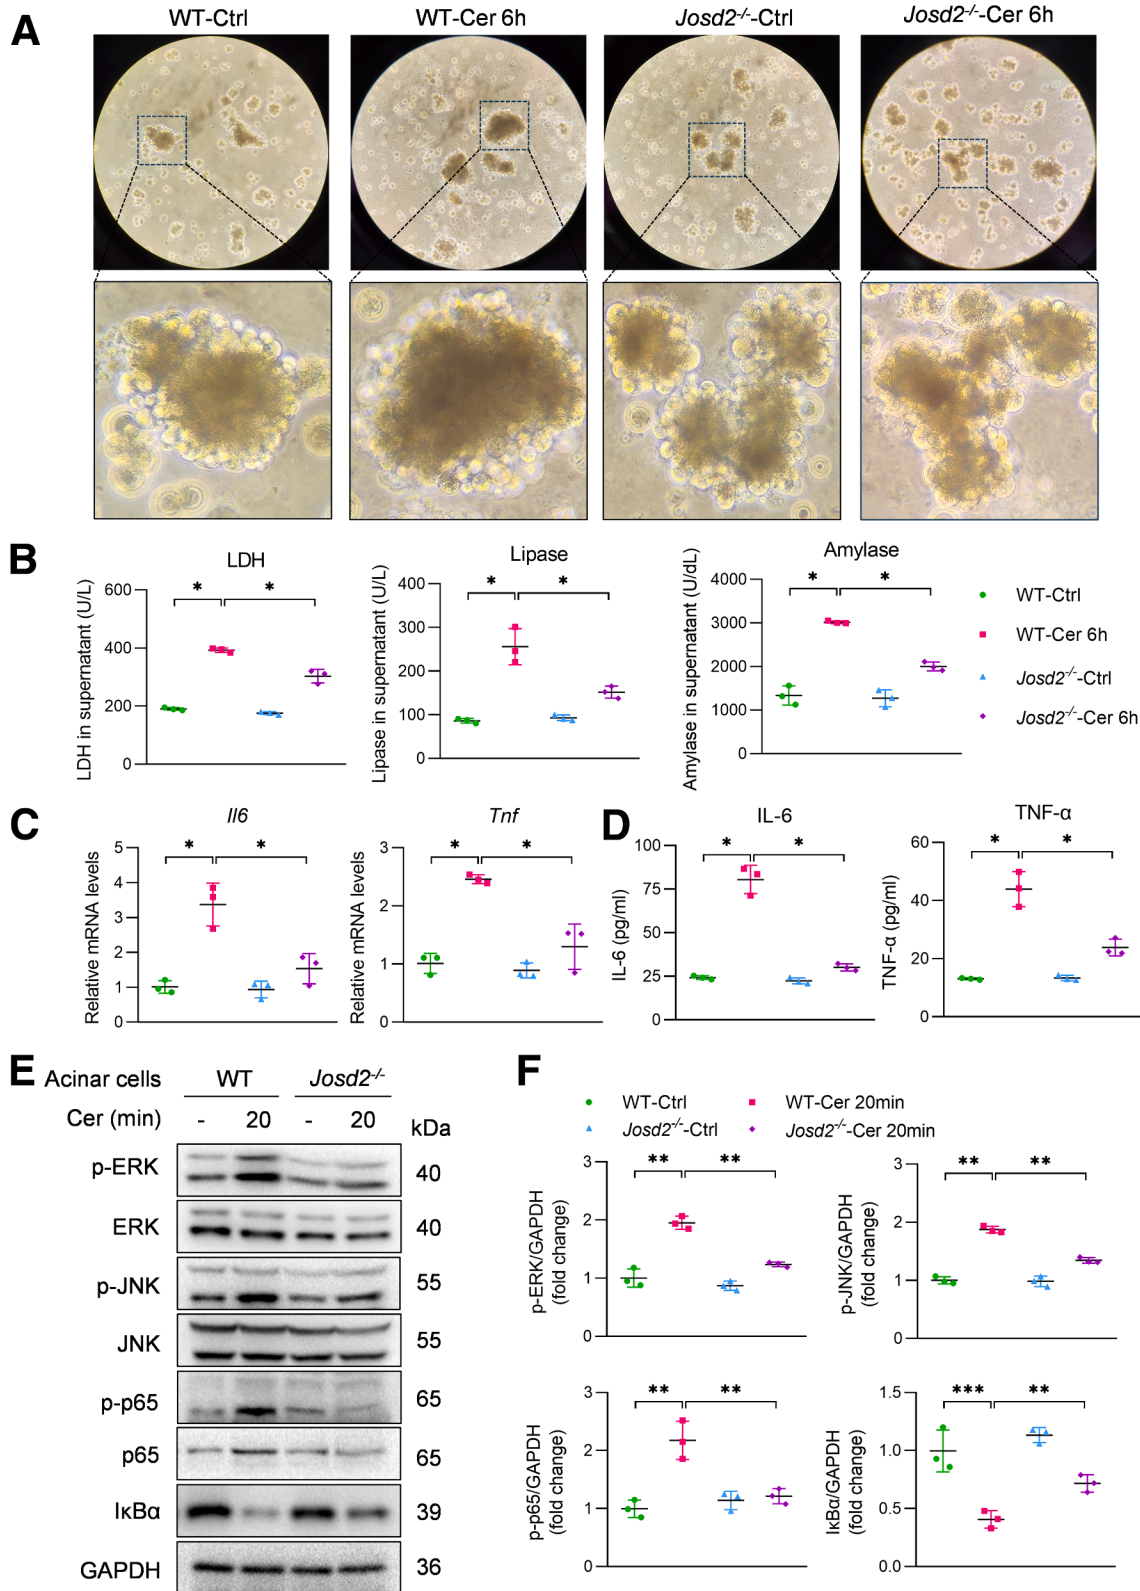 A
WT-Ctrl
WT-Cer 6h
Josd2-/--Ctrl
Josd2-/--Cer 6h
B
LDH
LDH in supernatant (U/L)
600
400
200
0
*
*
Lipase
Lipase in supernatant (U/L)
400
300
200
100
0
*
*
Amylase
Amylase in supernatant (U/dL)
4000
3000
2000
1000
0
*
*
WT-Ctrl
WT-Cer 6h
Josd2-/--Ctrl
Josd2-/--Cer 6h
C
Il6
Relative mRNA levels
5
4
3
2
1
0
*
*
Tnf
Relative mRNA levels
3
2
1
0
*
*
D
IL-6
IL-6 (pg/ml)
100
75
50
25
0
*
*
TNF-α
TNF-α (pg/ml)
60
40
20
0
*
*
E
Acinar cells
WT
Josd2-/-
Cer (min)
-
20
-
20
kDa
p-ERK
40
ERK
40
p-JNK
55
JNK
55
p-p65
65
p65
65
IκBα
39
GAPDH
36
F
WT-Ctrl
WT-Cer 20min
Josd2-/--Ctrl
Josd2-/--Cer 20min
p-ERK/GAPDH
(fold change)
3
2
1
0
**
**
p-JNK/GAPDH
(fold change)
3
2
1
0
**
**
p-p65/GAPDH
(fold change)
3
2
1
0
**
**
IκBα/GAPDH
(fold change)
1.5
1.0
0.5
0.0
***
**